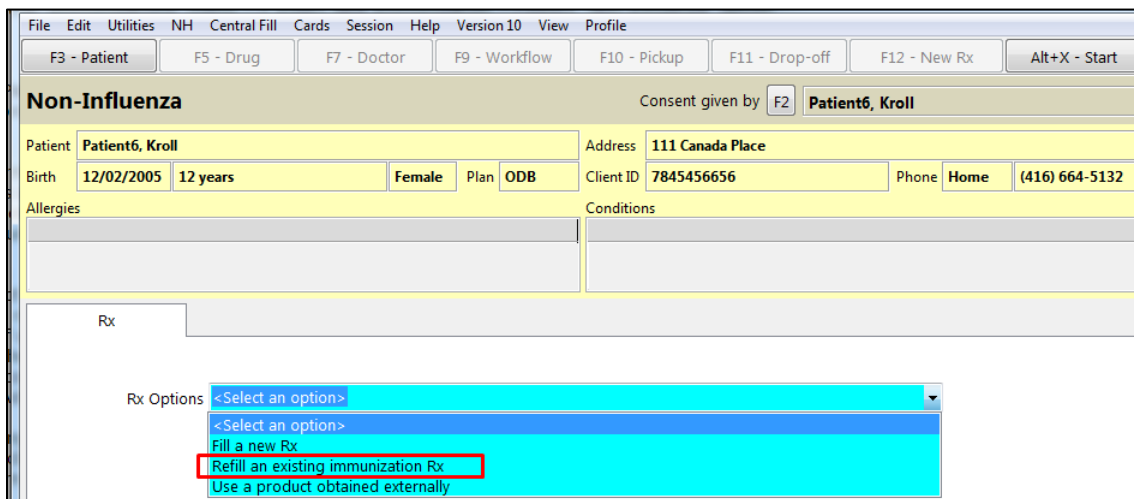 File Edit Utilities NH Central Fill Cards Session Help Version 10 View Profile
F3 - Patient F5 - Drug F7 - Doctor F9 - Workflow F10 - Pickup F11 - Drop-off F12 - New Rx Alt+X - Start
Non-Influenza Consent given by F2 Patient6, Kroll
Patient Patient6, Kroll Address 111 Canada Place
Birth 12/02/2005 12 years Female Plan ODB Client ID 7845456656 Phone Home (416) 664-5132
Allergies Conditions
Rx
Rx Options <Select an option>
<Select an option>
Fill a new Rx
Refill an existing immunization Rx
Use a product obtained externally